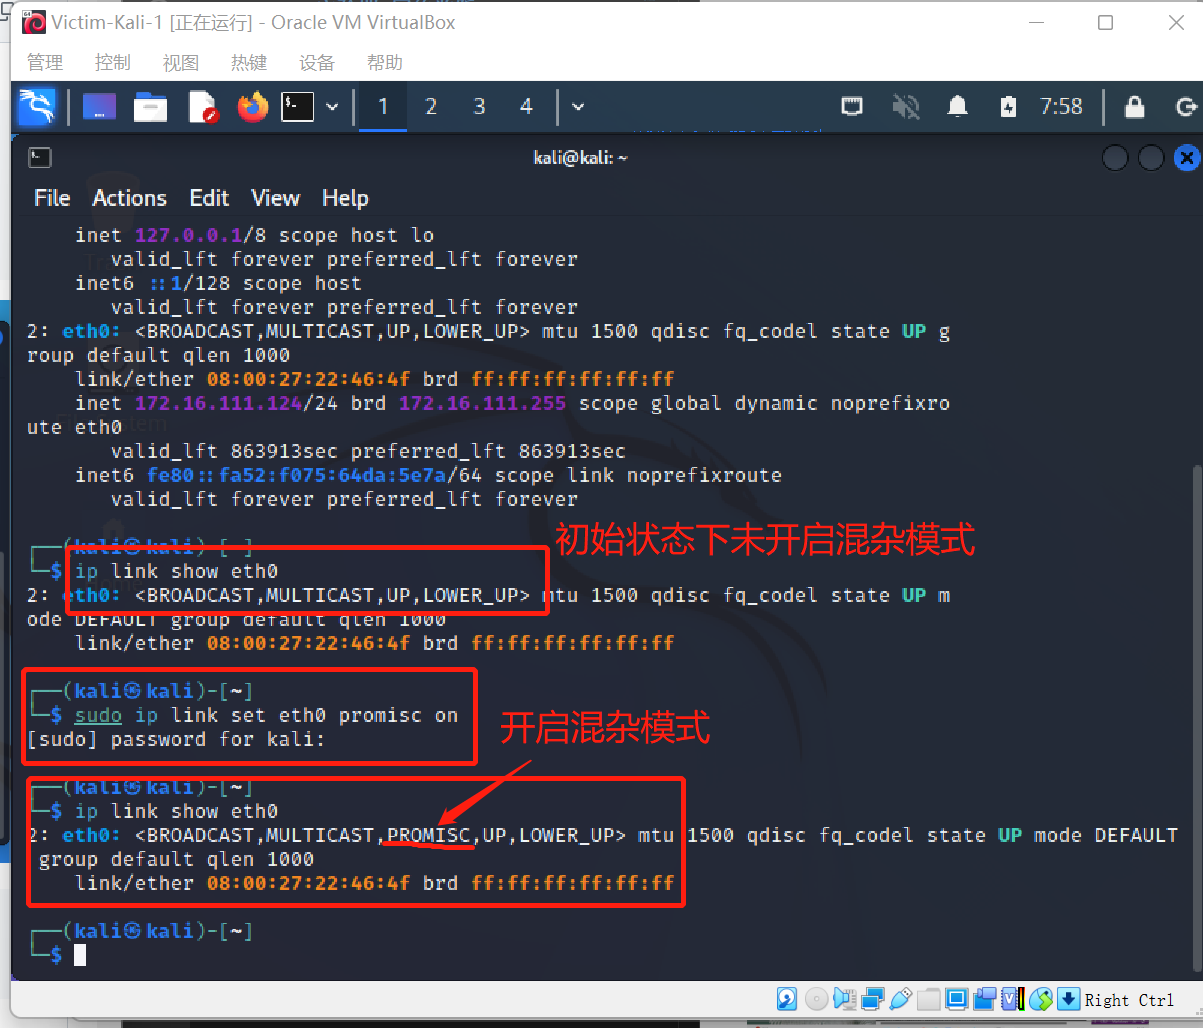 Victim-Kali-1 [正在运行] - Oracle VM VirtualBox
管理 控制 视图 热键 设备 帮助
1 2 3 4 7:58
kali@kali: ~
File Actions Edit View Help
inet 127.0.0.1/8 scope host lo
valid_lft forever preferred_lft forever
inet6 ::1/128 scope host
valid_lft forever preferred_lft forever
2: eth0: <BROADCAST,MULTICAST,UP,LOWER_UP> mtu 1500 qdisc fq_codel state UP g
roup default qlen 1000
link/ether 08:00:27:22:46:4f brd ff:ff:ff:ff:ff:ff
inet 172.16.111.124/24 brd 172.16.111.255 scope global dynamic noprefixro
ute eth0
valid_lft 863913sec preferred_lft 863913sec
inet6 fe80::fa52:f075:64da:5e7a/64 scope link noprefixroute
valid_lft forever preferred_lft forever
初始状态下未开启混杂模式
┌──(kali㉿kali)-[~]
└─$ ip link show eth0
2: eth0: <BROADCAST,MULTICAST,UP,LOWER_UP> mtu 1500 qdisc fq_codel state UP m
ode DEFAULT group default qlen 1000
link/ether 08:00:27:22:46:4f brd ff:ff:ff:ff:ff:ff
┌──(kali㉿kali)-[~]
└─$ sudo ip link set eth0 promisc on
[sudo] password for kali:
开启混杂模式
┌──(kali㉿kali)-[~]
└─$ ip link show eth0
2: eth0: <BROADCAST,MULTICAST,PROMISC,UP,LOWER_UP> mtu 1500 qdisc fq_codel state UP mode DEFAULT
group default qlen 1000
link/ether 08:00:27:22:46:4f brd ff:ff:ff:ff:ff:ff
┌──(kali㉿kali)-[~]
└─$
Right Ctrl